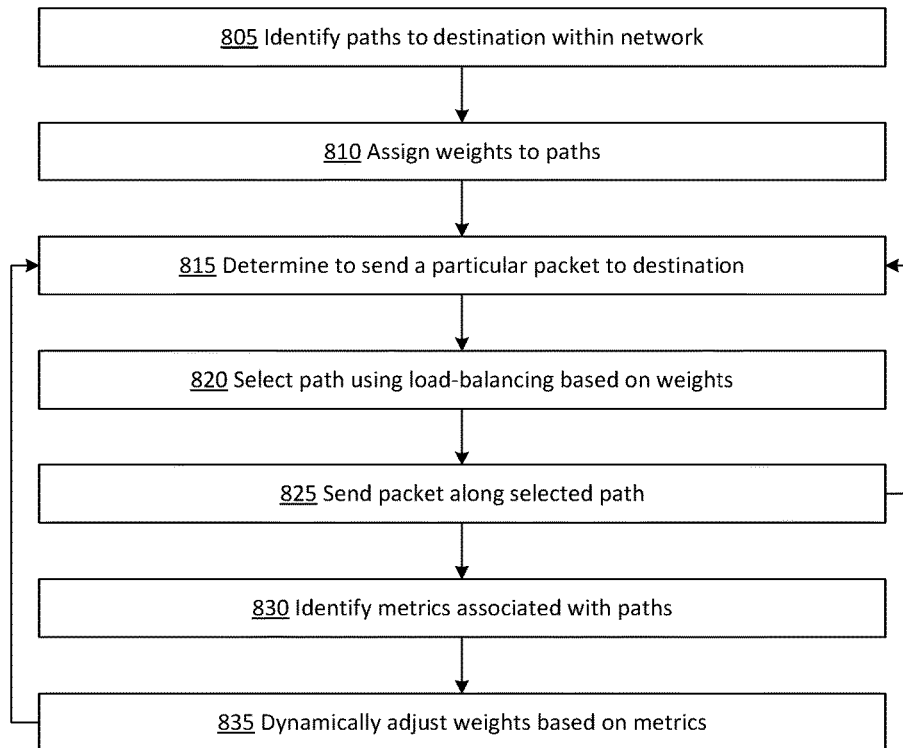 805 Identify paths to destination within network
810 Assign weights to paths
815 Determine to send a particular packet to destination
820 Select path using load-balancing based on weights
825 Send packet along selected path
830 Identify metrics associated with paths
835 Dynamically adjust weights based on metrics